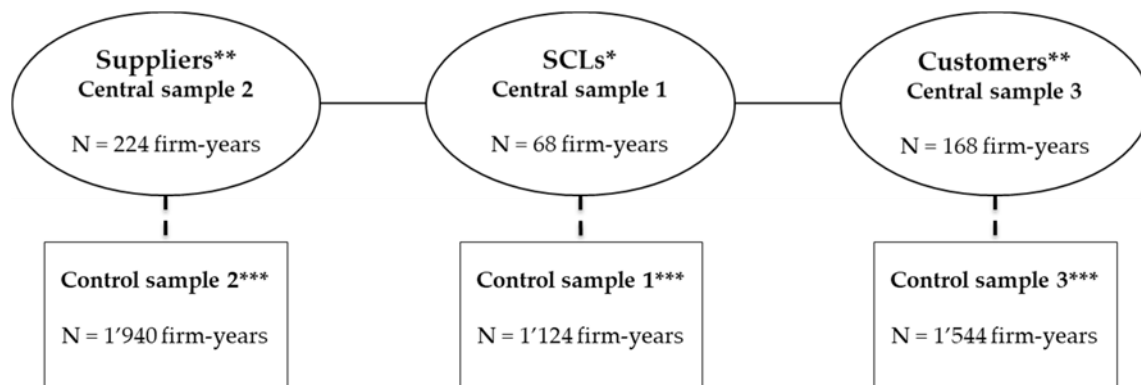 Suppliers**
Central sample 2
N = 224 firm-years
SCLs*
Central sample 1
N = 68 firm-years
Customers**
Central sample 3
N = 168 firm-years
Control sample 2***
N = 1’940 firm-years
Control sample 1***
N = 1’124 firm-years
Control sample 3***
N = 1’544 firm-years